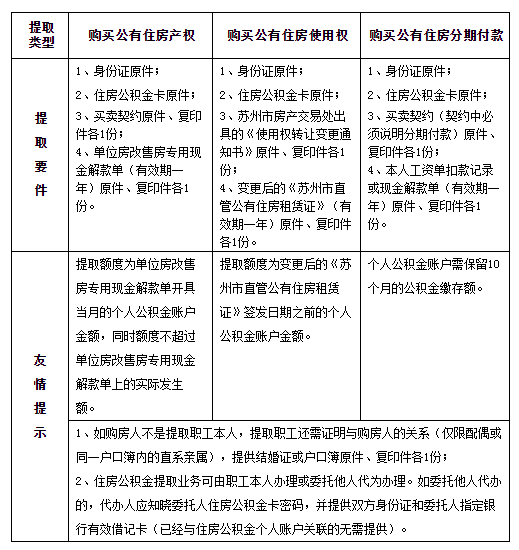 提取
类型
购买公有住房产权
购买公有住房使用权
购买公有住房分期付款
提
取
要
件
1、身份证原件；
2、住房公积金卡原件；
3、买卖契约原件、复印
件各1份；
4、单位房改售房专用现
金解款单（有效期一
年）原件、复印件各1
份。
1、身份证原件；
2、住房公积金卡原件；
3、苏州市房产交易处出
具的《使用权转让变更通
知书》原件、复印件各1
份；
4、变更后的《苏州市直
管公有住房租赁证》（有
效期一年）原件、复印件
各1份。
1、身份证原件；
2、住房公积金卡原件；
3、买卖契约（契约中必
须说明分期付款）原件、
复印件各1份；
4、本人工资单扣款记录
或现金解款单（有效期一
年）原件、复印件各1
份。
友
情
提
示
提取额度为单位房改售
房专用现金解款单开具
当月的个人公积金账户
金额，同时额度不超过
单位房改售房专用现金
解款单上的实际发生
额。
提取额度为变更后的《苏
州市直管公有住房租赁
证》签发日期之前的个人
公积金账户金额。
个人公积金账户需保留10
个月的公积金缴存额。
1、如购房人不是提取职工本人，提取职工还需证明与购房人的关系（仅限配偶或
同一户口簿内的直系亲属），提供结婚证或户口簿原件、复印件各1份；
2、住房公积金提取业务可由职工本人办理或委托他人代为办理。如委托他人代办
的，代办人应知晓委托人住房公积金卡密码，并提供双方身份证和委托人指定银
行有效借记卡（已经与住房公积金个人账户关联的无需提供）。